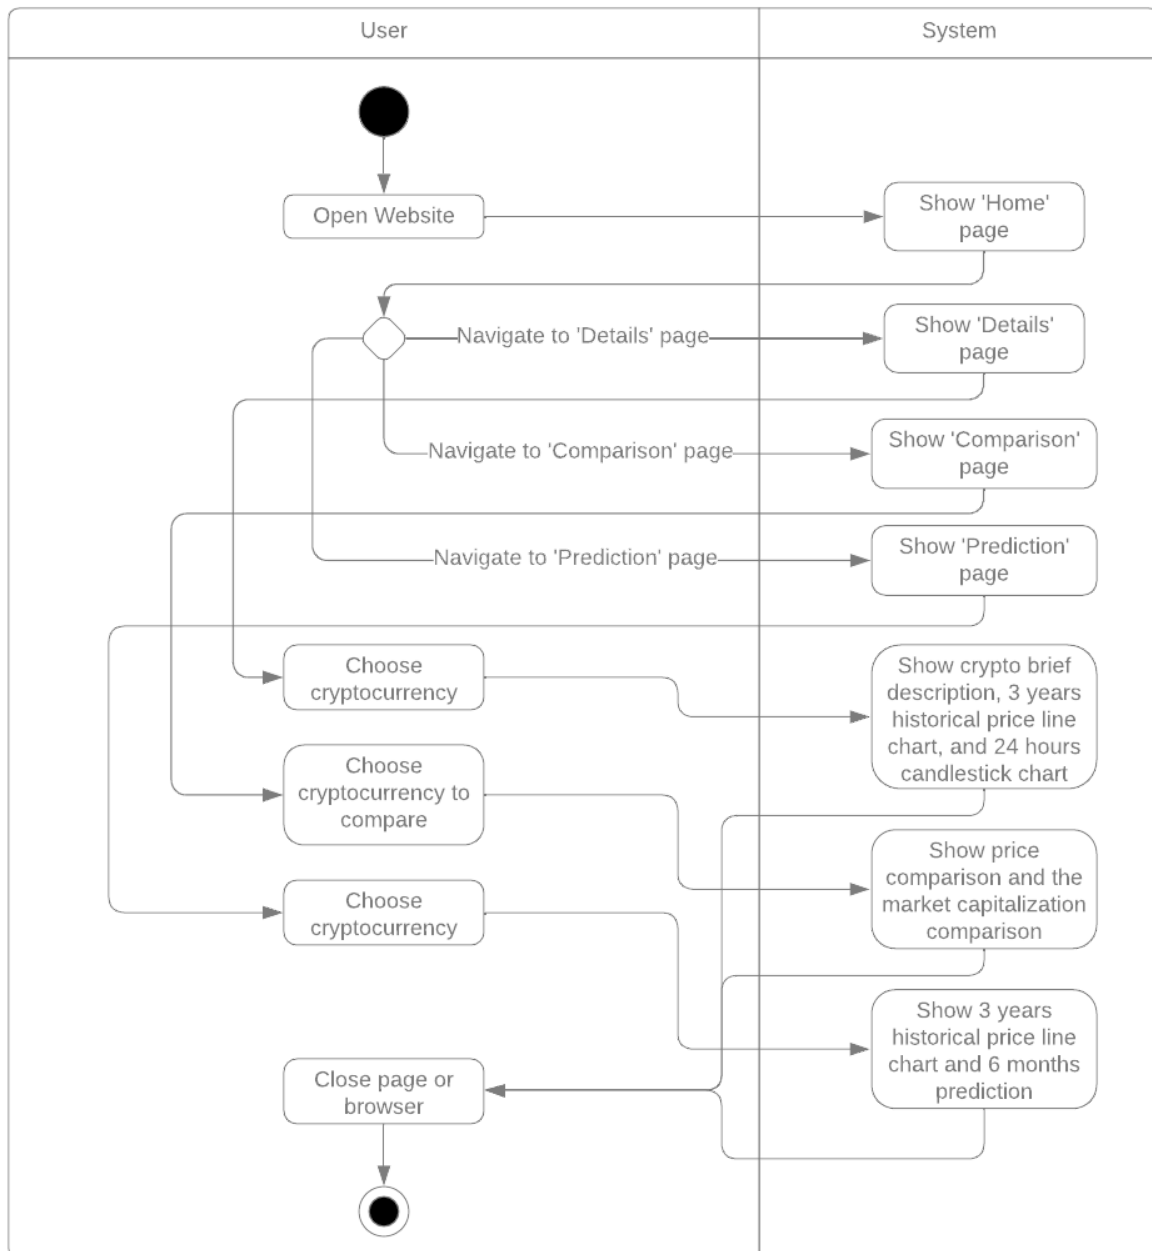 User
System
Open Website
Show 'Home'
page
Navigate to 'Details' page
Show 'Details'
page
Navigate to 'Comparison' page
Show 'Comparison'
page
Navigate to 'Prediction' page
Show 'Prediction'
page
Choose
cryptocurrency
Show crypto brief
description, 3 years
historical price line
chart, and 24 hours
candlestick chart
Choose
cryptocurrency to
compare
Show price
comparison and the
market capitalization
comparison
Choose
cryptocurrency
Show 3 years
historical price line
chart and 6 months
prediction
Close page or
browser